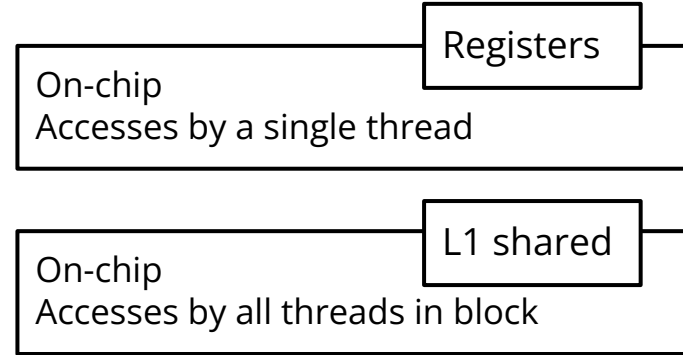 Registers
On-chip
Accesses by a single thread
L1 shared
On-chip
Accesses by all threads in block